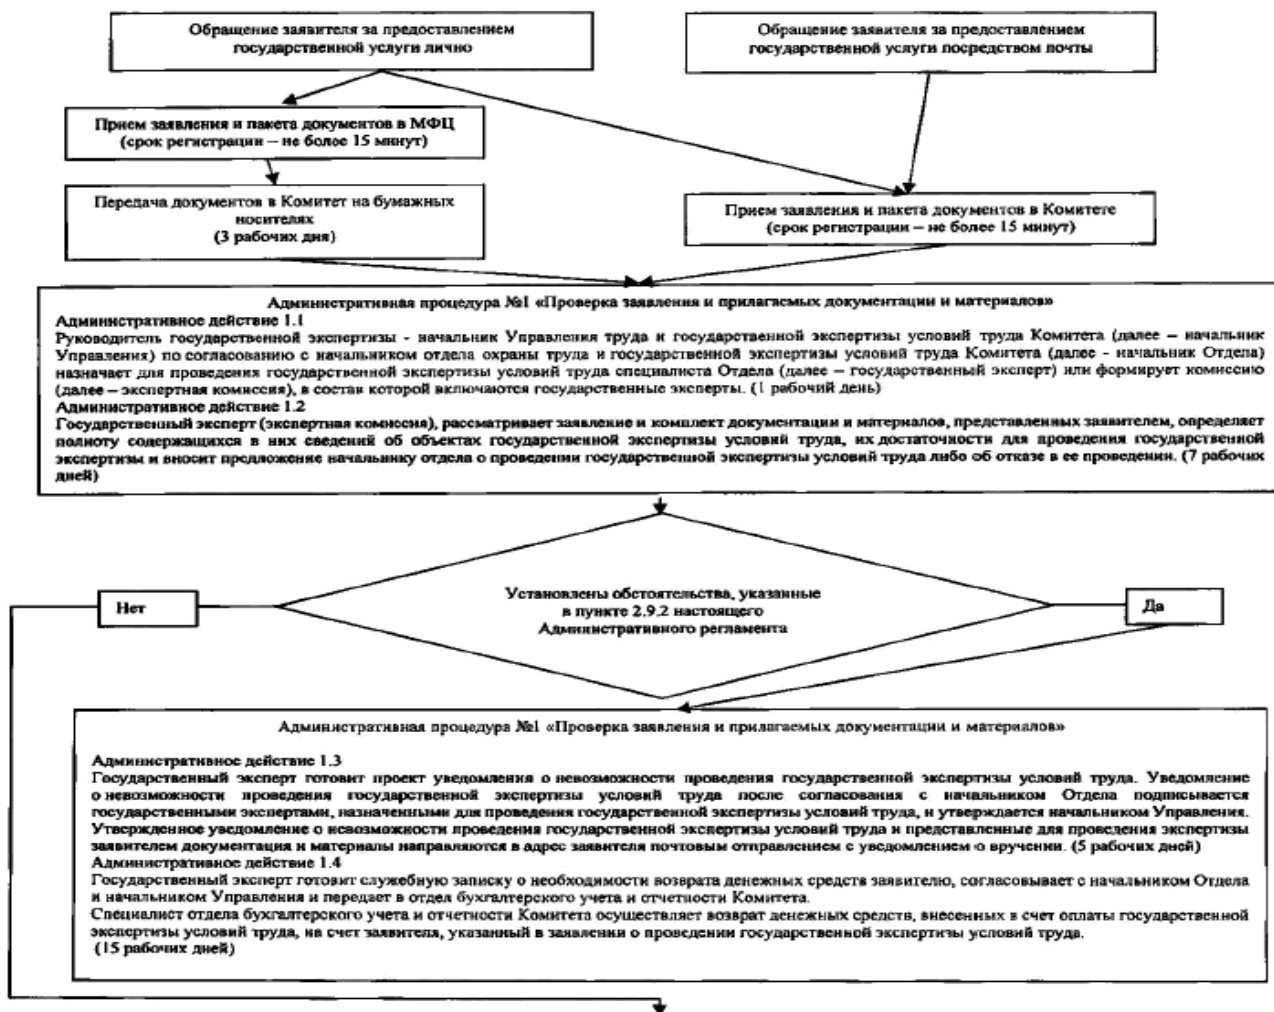 Обращение заявителя за предоставлением
государственной услуги лично
Обращение заявителя за предоставлением
государственной услуги посредством почты
Прием заявления и пакета документов в МФЦ
(срок регистрации – не более 15 минут)
Передача документов в Комитет на бумажных
носителях
(3 рабочих дня)
Прием заявления и пакета документов в Комитете
(срок регистрации – не более 15 минут)
Административная процедура №1 «Проверка заявления и прилагаемых документации и материалов»
Административное действие 1.1
Руководитель государственной экспертизы - начальник Управления труда и государственной экспертизы условий труда Комитета (далее – начальник
Управления) по согласованию с начальником отдела охраны труда и государственной экспертизы условий труда Комитета (далее - начальник Отдела)
назначает для проведения государственной экспертизы условий труда специалиста Отдела (далее – государственный эксперт) или формирует комиссию
(далее – экспертная комиссия), в состав которой включаются государственные эксперты. (1 рабочий день)
Административное действие 1.2
Государственный эксперт (экспертная комиссия), рассматривает заявление и комплект документации и материалов, представленных заявителем, определяет
полноту содержащихся в них сведений об объектах государственной экспертизы условий труда, их достаточности для проведения государственной
экспертизы и вносит предложение начальнику отдела о проведении государственной экспертизы условий труда либо об отказе в ее проведении. (7 рабочих
дней)
Установлены обстоятельства, указанные
в пункте 2.9.2 настоящего
Административного регламента
Нет
Да
Административная процедура №1 «Проверка заявления и прилагаемых документации и материалов»
Административное действие 1.3
Государственный эксперт готовит проект уведомления о невозможности проведения государственной экспертизы условий труда. Уведомление
о невозможности проведения государственной экспертизы условий труда после согласования с начальником Отдела подписывается
государственными экспертами, назначенными для проведения государственной экспертизы условий труда, и утверждается начальником Управления.
Утвержденное уведомление о невозможности проведения государственной экспертизы условий труда и представленные для проведения экспертизы
заявителем документация и материалы направляются в адрес заявителя почтовым отправлением с уведомлением о вручении. (5 рабочих дней)
Административное действие 1.4
Государственный эксперт готовит служебную записку о необходимости возврата денежных средств заявителю, согласовывает с начальником Отдела
и начальником Управления и передает в отдел бухгалтерского учета и отчетности Комитета.
Специалист отдела бухгалтерского учета и отчетности Комитета осуществляет возврат денежных средств, внесенных в счет оплаты государственной
экспертизы условий труда, на счет заявителя, указанный в заявлении о проведении государственной экспертизы условий труда.
(15 рабочих дней)